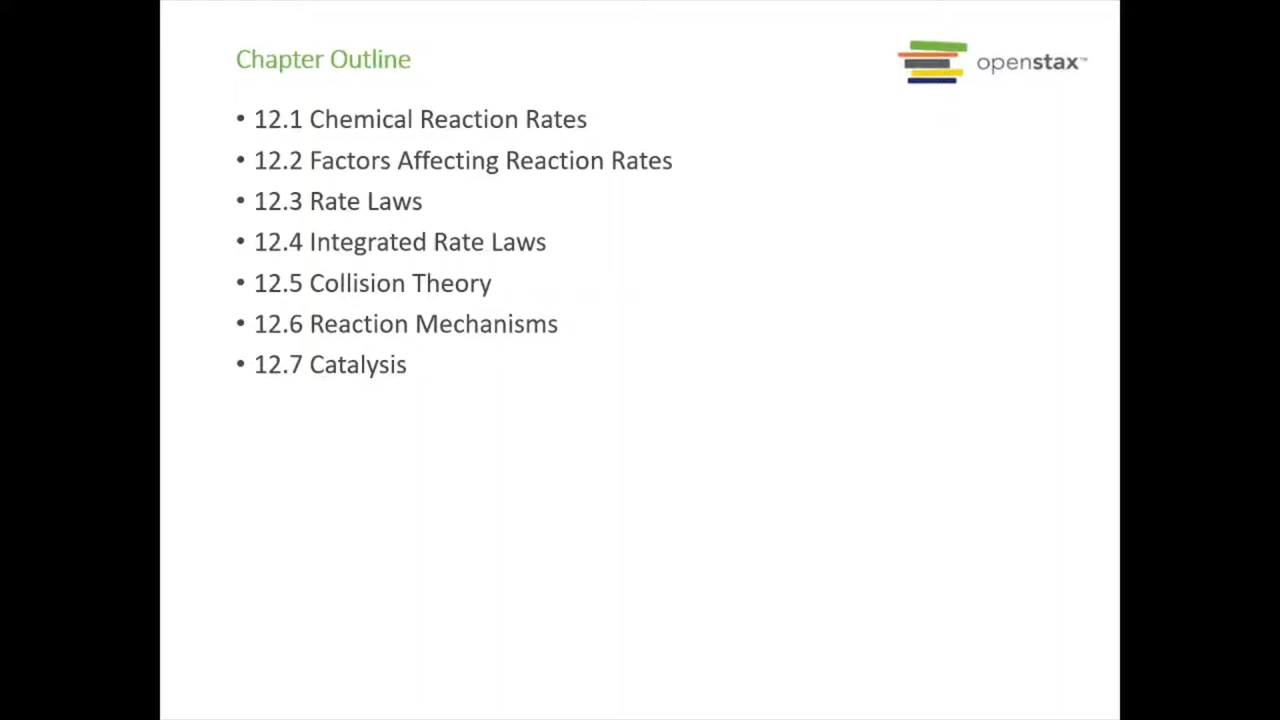 Chapter Outline
openstax™
• 12.1 Chemical Reaction Rates
• 12.2 Factors Affecting Reaction Rates
• 12.3 Rate Laws
• 12.4 Integrated Rate Laws
• 12.5 Collision Theory
• 12.6 Reaction Mechanisms
• 12.7 Catalysis